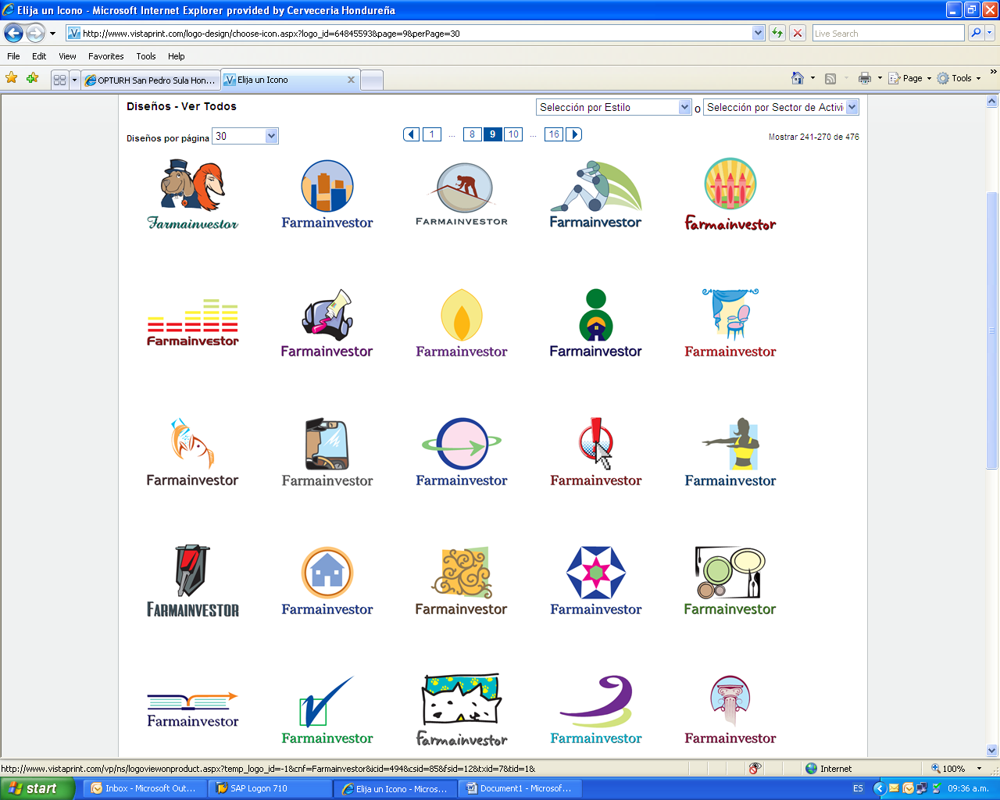 Elija un Icono - Microsoft Internet Explorer provided by Cerveceria Hondureña
http://www.vistaprint.com/logo-design/choose-icon.aspx?logo_id=64845593&page=9&perPage=30
Live Search
File Edit View Favorites Tools Help
OPTURH San Pedro Sula Hon... Elija un Icono Page Tools
Diseños - Ver Todos Selección por Estilo o Selección por Sector de Activi
Diseños por página 30 1 ... 8 9 10 ... 16 Mostrar 241-270 de 476
Farmainvestor Farmainvestor Farmainvestor Farmainvestor Farmainvestor
Farmainvestor Farmainvestor Farmainvestor Farmainvestor Farmainvestor
Farmainvestor Farmainvestor Farmainvestor Farmainvestor Farmainvestor
Farmainvestor Farmainvestor Farmainvestor Farmainvestor Farmainvestor
Farmainvestor Farmainvestor Farmainvestor Farmainvestor Farmainvestor
http://www.vistaprint.com/vp/ns/logoviewonproduct.aspx?temp_logo_id=-1&cnf=Farmainvestor&icid=494&csid=85&fsid=12&txid=7&tid=1& Internet 100%
start Inbox - Microsoft Out... SAP Logon 710 Elija un Icono - Micros... Document1 - Microsof... ES 09:36 a.m.